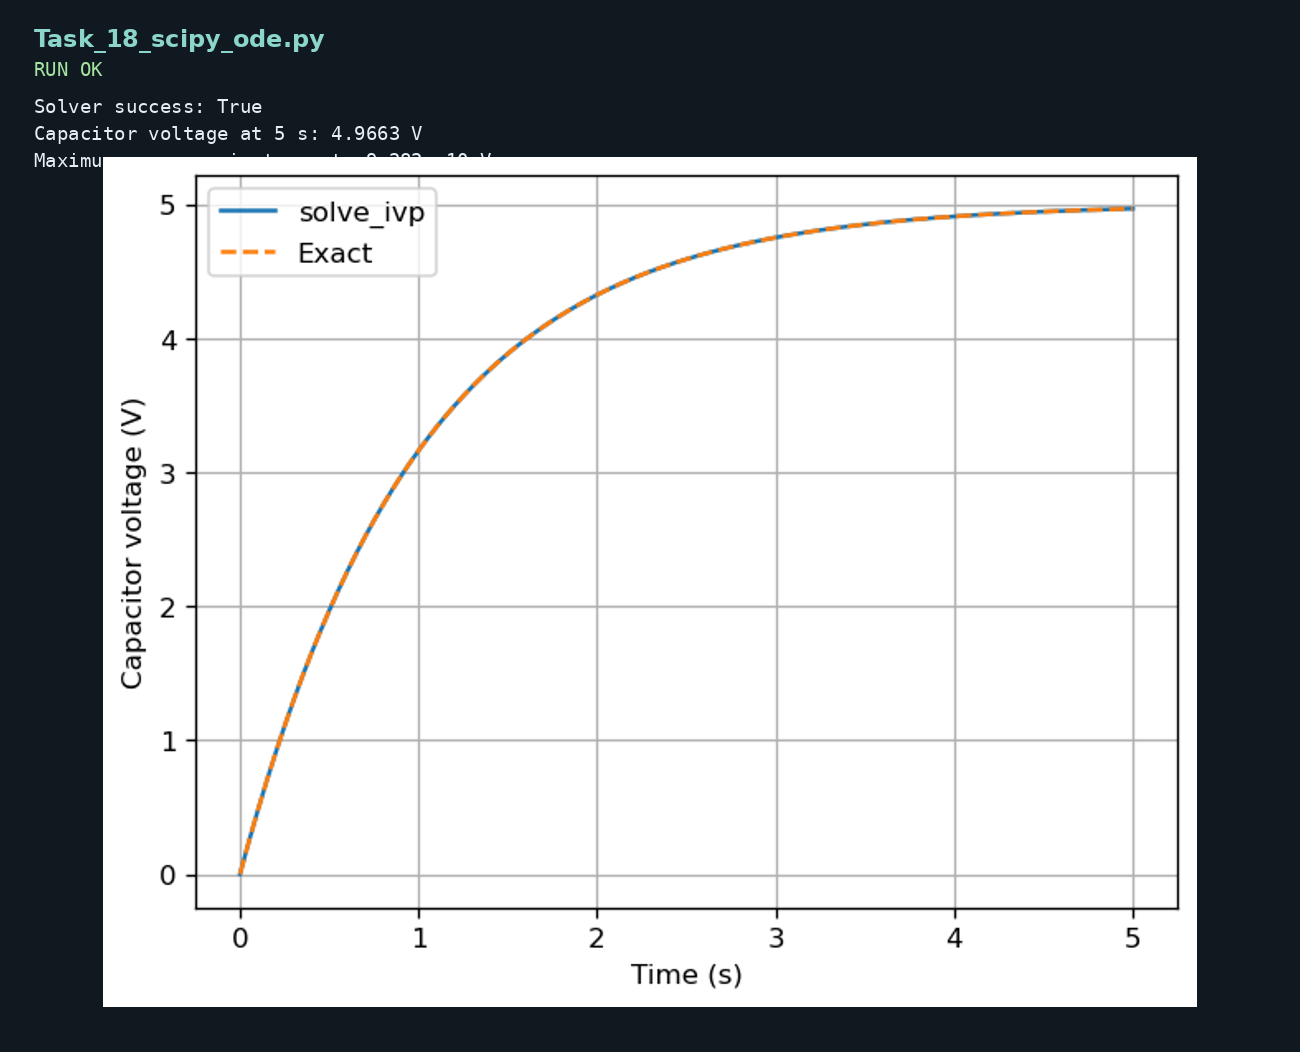 Task_18_scipy_ode.py
RUN OK
Solver success: True
Capacitor voltage at 5 s: 4.9663 V
solve_ivp
Exact
5
4
3
2
1
0
Capacitor voltage (V)
0 1 2 3 4 5
Time (s)